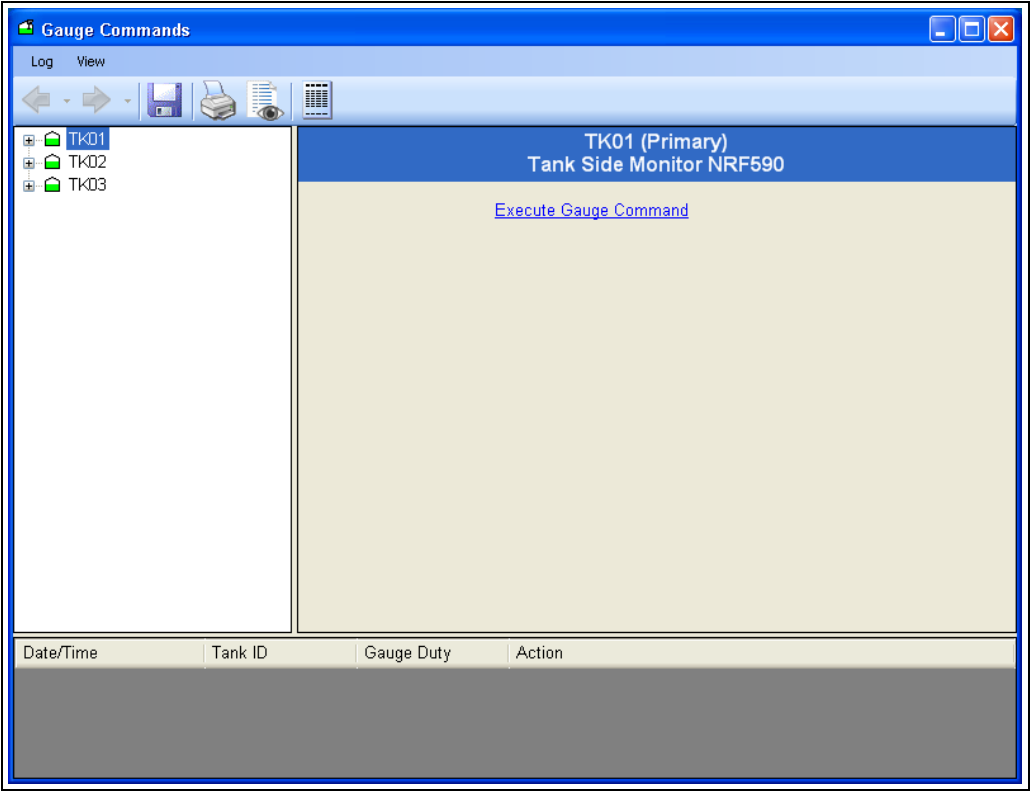 Gauge Commands
Log View
TK01
TK02
TK03
TK01 (Primary)
Tank Side Monitor NRF590
Execute Gauge Command
Date/Time Tank ID Gauge Duty Action